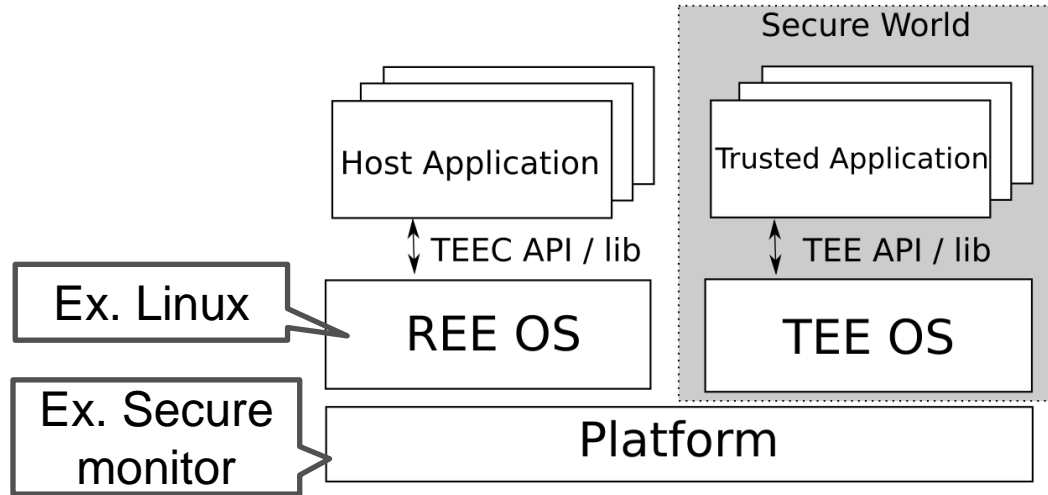 Secure World
Host Application
Trusted Application
TEEC API / lib
TEE API / lib
Ex. Linux
REE OS
TEE OS
Ex. Secure
monitor
Platform